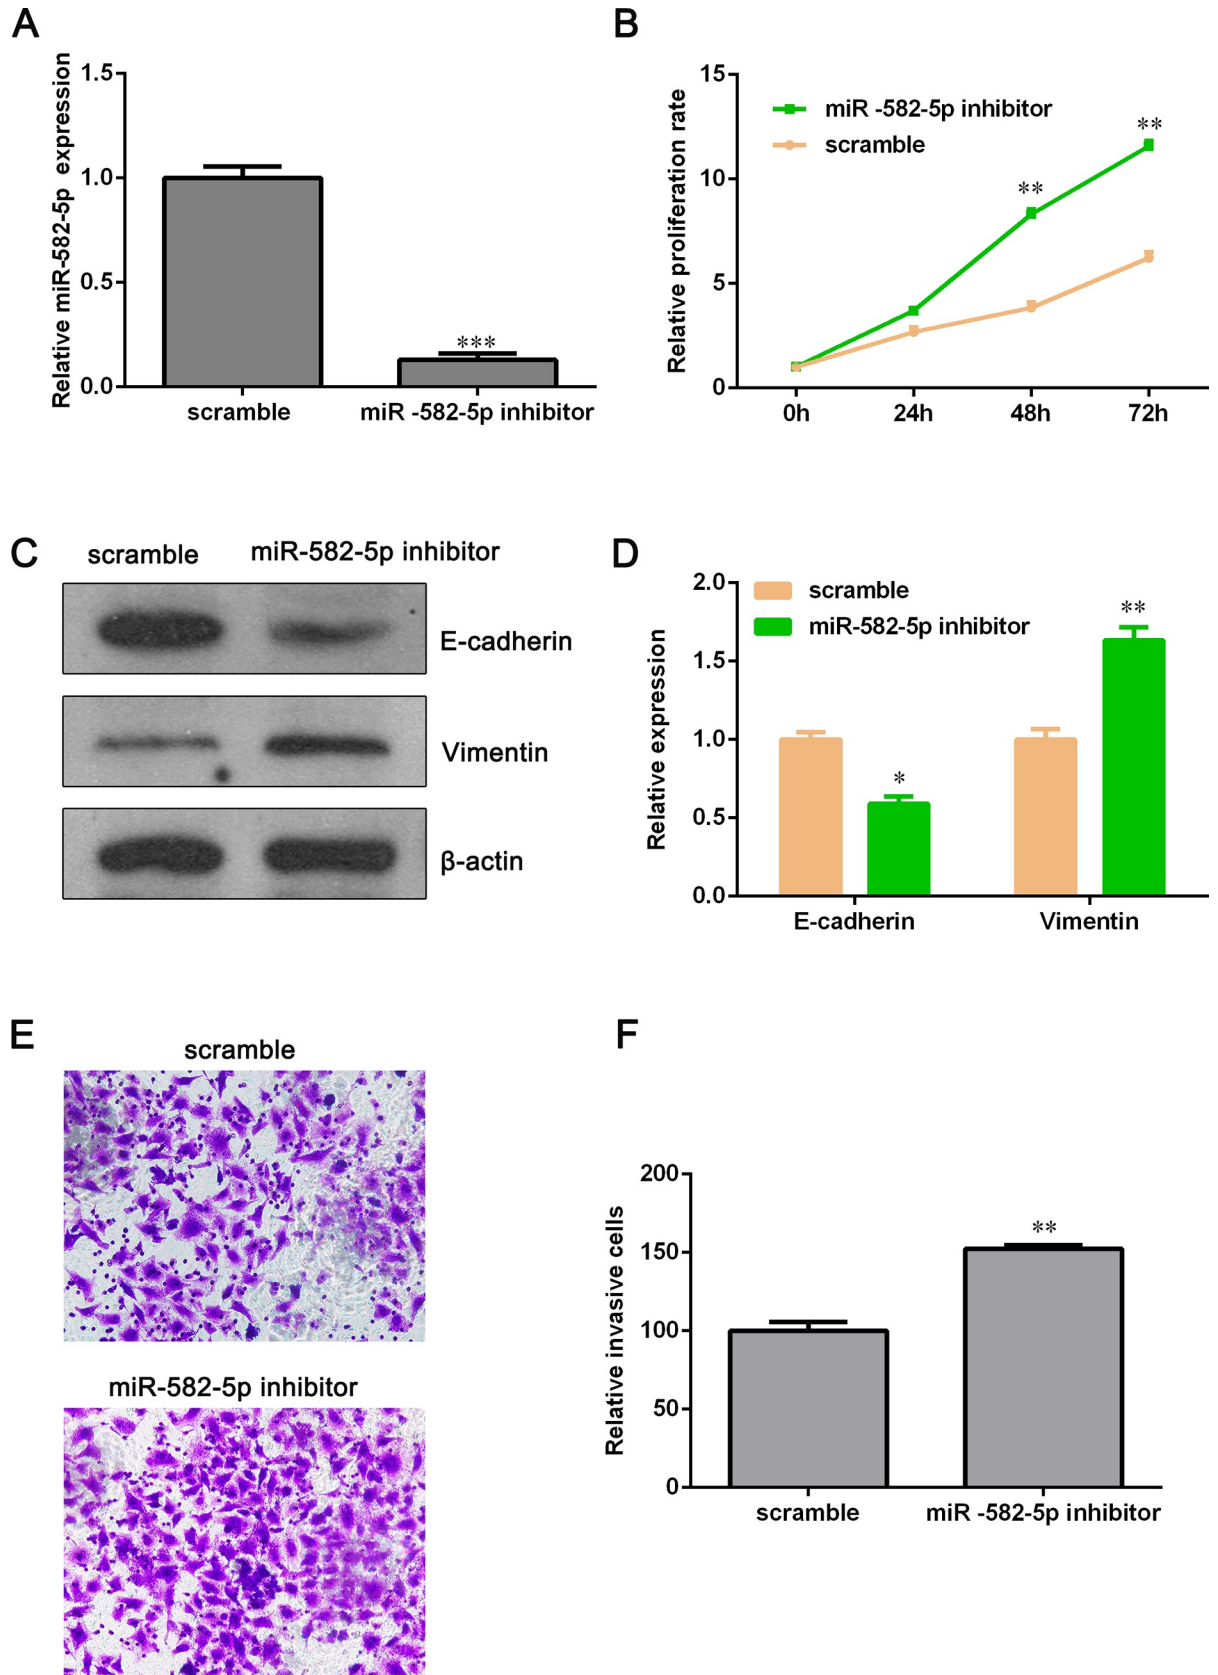 A
Relative miR-582-5p expression
1.5
1.0
0.5
0.0
***
scramble
miR -582-5p inhibitor
B
Relative proliferation rate
15
10
5
0
miR -582-5p inhibitor
scramble
**
**
0h
24h
48h
72h
C
scramble
miR-582-5p inhibitor
E-cadherin
Vimentin
β-actin
D
Relative expression
2.0
1.5
1.0
0.5
0.0
scramble
miR-582-5p inhibitor
*
**
E-cadherin
Vimentin
E
scramble
miR-582-5p inhibitor
F
Relative invasive cells
200
150
100
50
0
**
scramble
miR -582-5p inhibitor